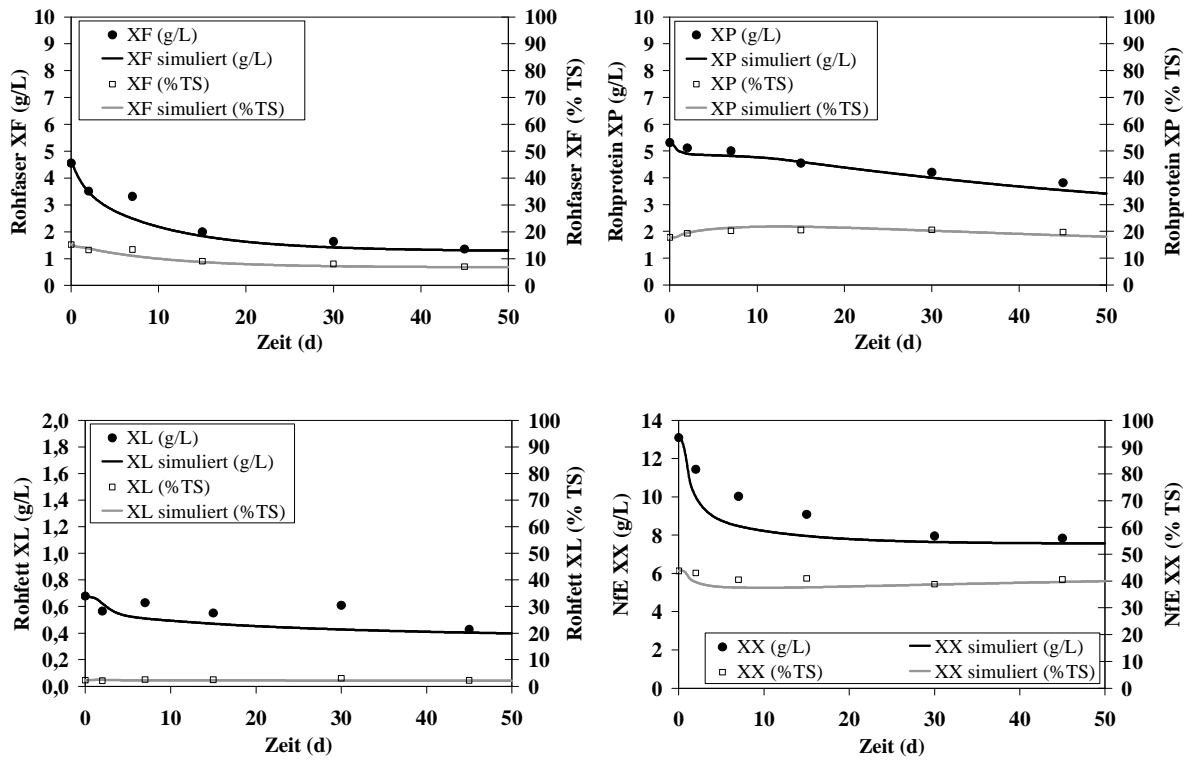 10
9
8
7
6
5
4
3
2
1
0
Rohfaser XF (g/L)
XF (g/L)
XF simuliert (g/L)
XF (%TS)
XF simuliert (%TS)
100
90
80
70
60
50
40
30
20
10
0
Rohfaser XF (% TS)
0 10 20 30 40 50
Zeit (d)
10
9
8
7
6
5
4
3
2
1
0
Rohprotein XP (g/L)
XP (g/L)
XP simuliert (g/L)
XP (%TS)
XP simuliert (%TS)
100
90
80
70
60
50
40
30
20
10
0
Rohprotein XP (% TS)
0 10 20 30 40 50
Zeit (d)
2,0
1,8
1,6
1,4
1,2
1,0
0,8
0,6
0,4
0,2
0,0
Rohfett XL (g/L)
XL (g/L)
XL simuliert (g/L)
XL (%TS)
XL simuliert (%TS)
100
90
80
70
60
50
40
30
20
10
0
Rohfett XL (% TS)
0 10 20 30 40 50
Zeit (d)
14
12
10
8
6
4
2
0
NfE XX (g/L)
XX (g/L) XX simuliert (g/L)
XX (%TS) XX simuliert (%TS)
100
90
80
70
60
50
40
30
20
10
0
NfE XX (% TS)
0 10 20 30 40 50
Zeit (d)